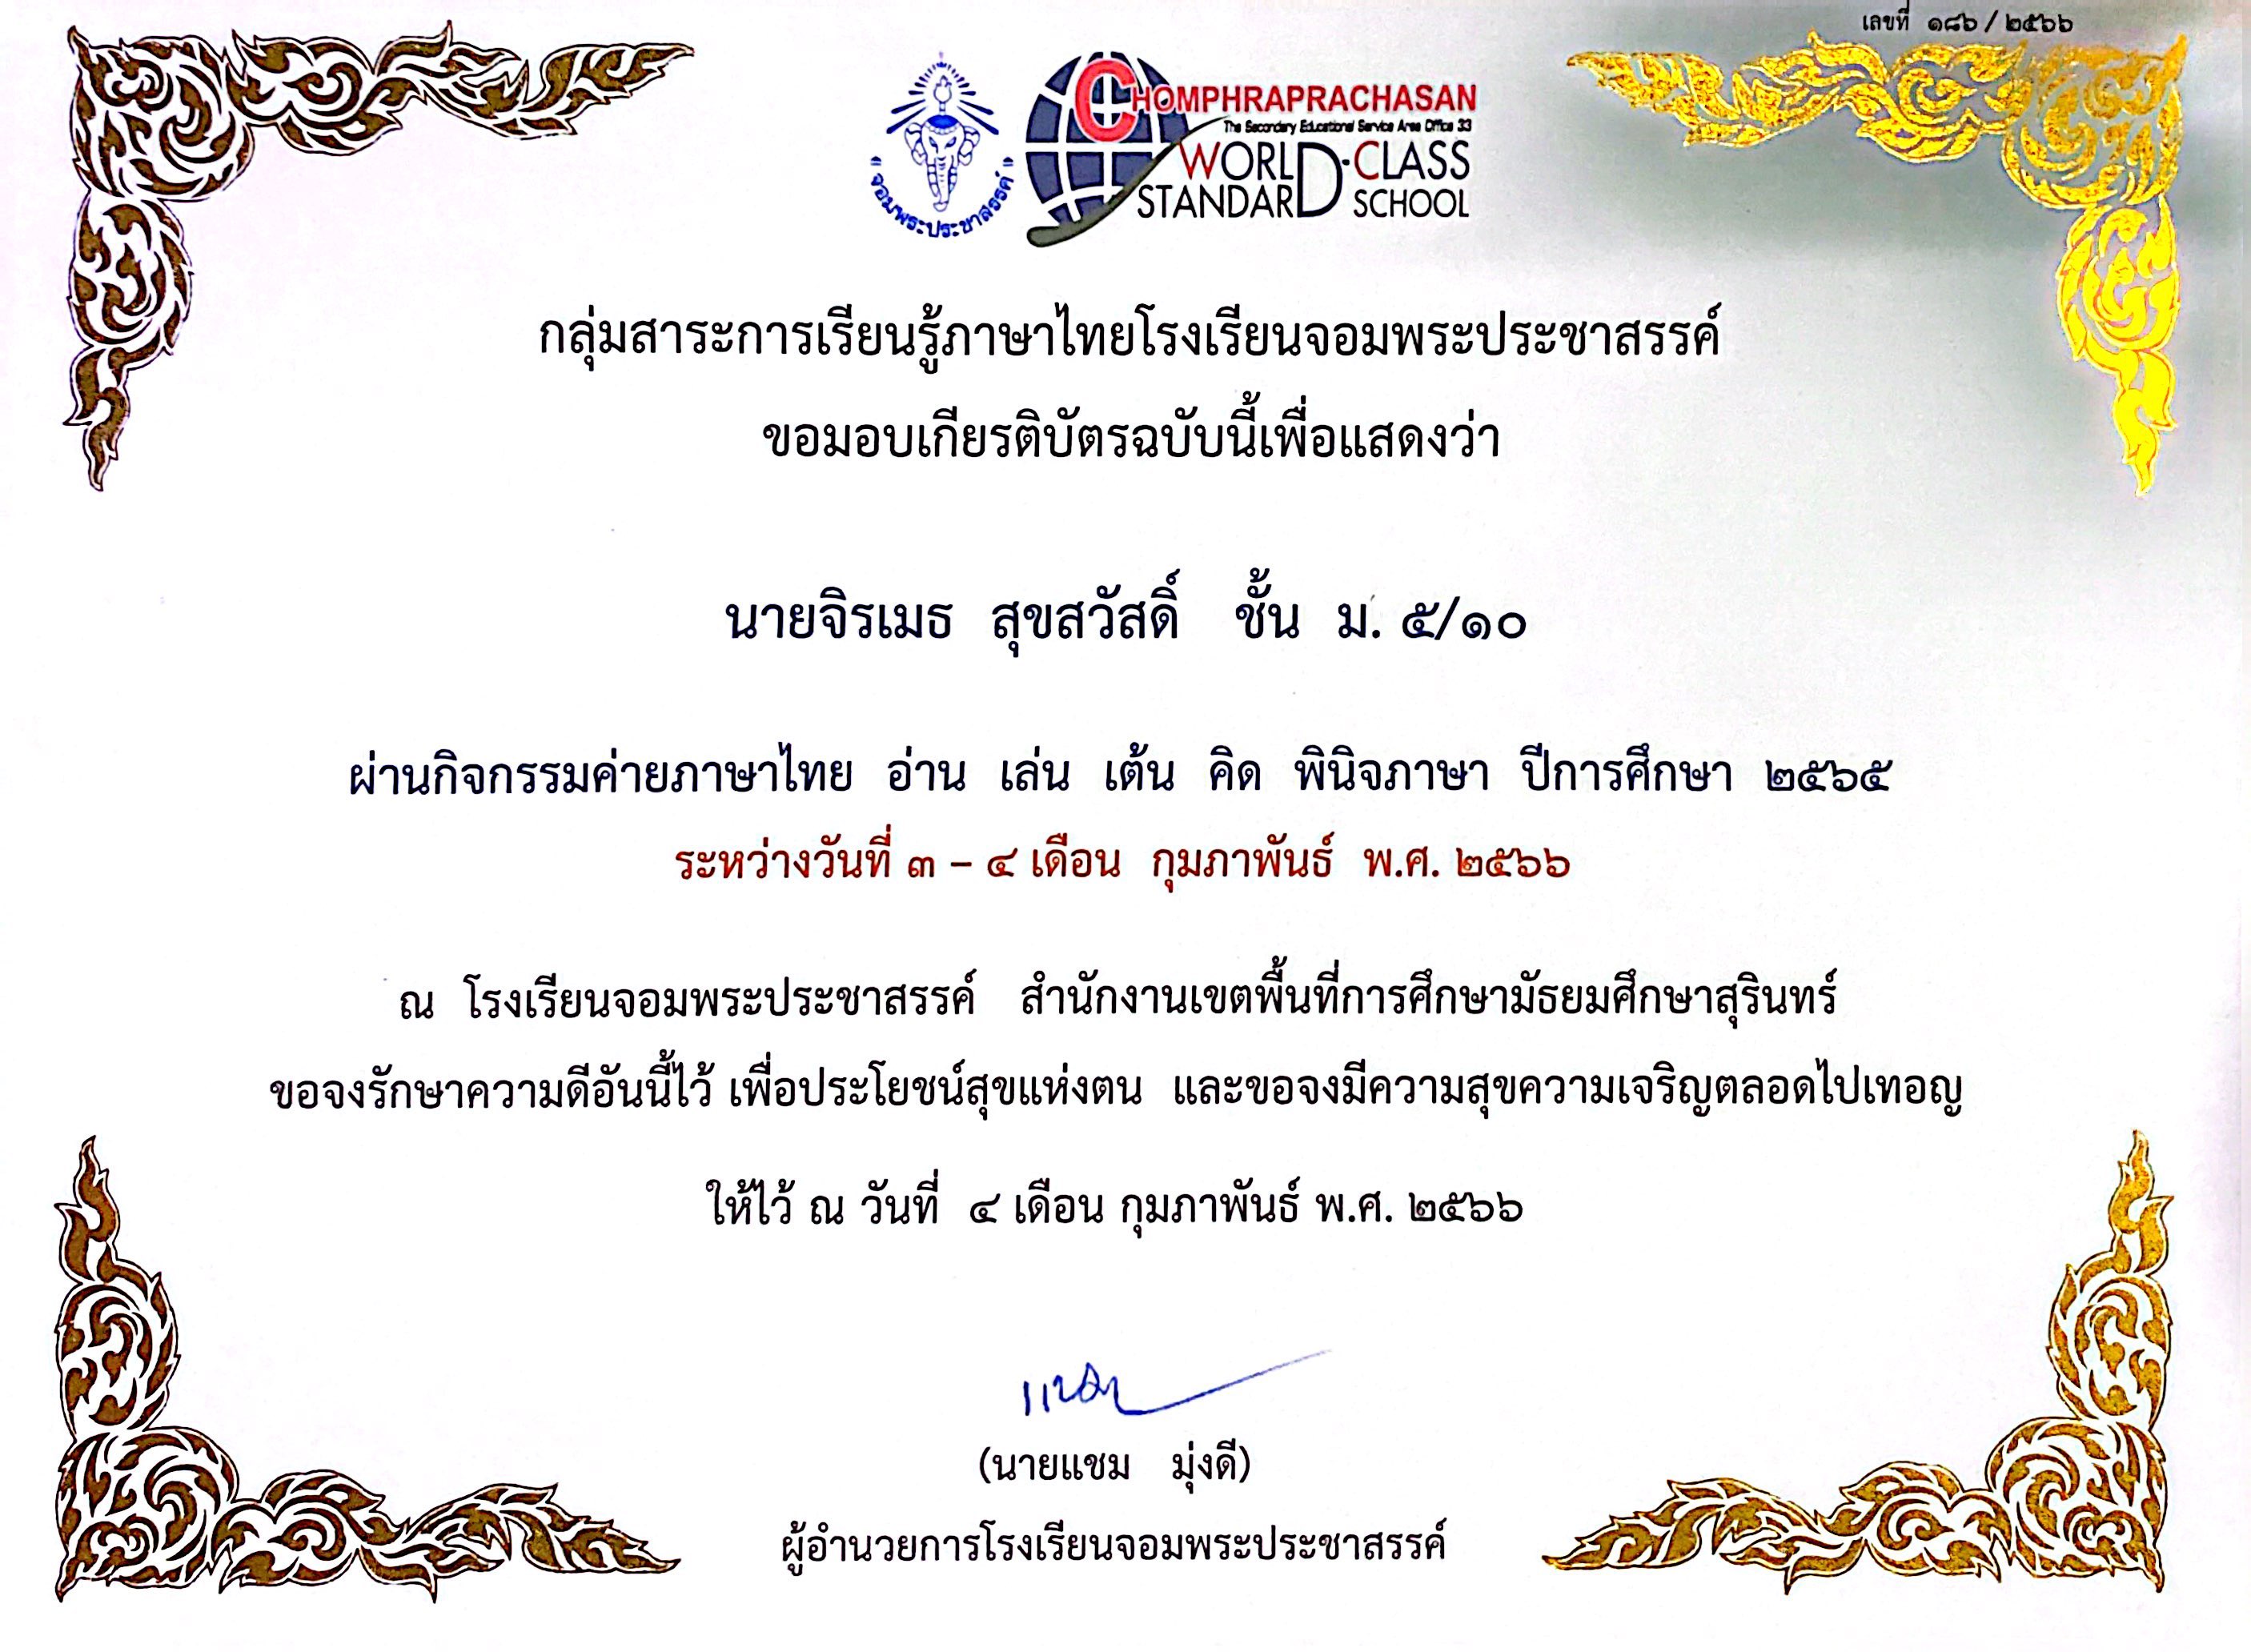 เลขที่ ๑๘๖ / ๒๕๖๖
CHOMPHRAPRACHASAN
The Secondary Educational Service Area Office 33
WORLD-CLASS
STANDARD SCHOOL
" จอมพระประชาสรรค์ "
กลุ่มสาระการเรียนรู้ภาษาไทยโรงเรียนจอมพระประชาสรรค์
ขอมอบเกียรติบัตรฉบับนี้เพื่อแสดงว่า
นายจิรเมธ สุขสวัสดิ์ ชั้น ม. ๕/๑๐
ผ่านกิจกรรมค่ายภาษาไทย อ่าน เล่น เต้น คิด พินิจภาษา ปีการศึกษา ๒๕๖๕
ระหว่างวันที่ ๓ – ๔ เดือน กุมภาพันธ์ พ.ศ. ๒๕๖๖
ณ โรงเรียนจอมพระประชาสรรค์ สำนักงานเขตพื้นที่การศึกษามัธยมศึกษาสุรินทร์
ขอจงรักษาความดีอันนี้ไว้ เพื่อประโยชน์สุขแห่งตน และขอจงมีความสุขความเจริญตลอดไปเทอญ
ให้ไว้ ณ วันที่ ๔ เดือน กุมภาพันธ์ พ.ศ. ๒๕๖๖
(นายแชม มุ่งดี)
ผู้อำนวยการโรงเรียนจอมพระประชาสรรค์